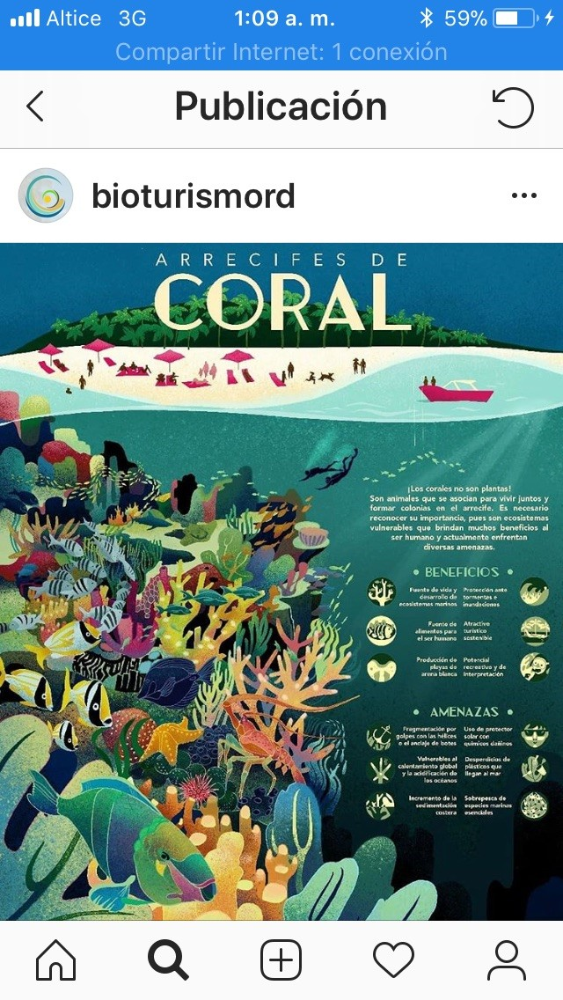 Altice 3G 1:09 a. m. 59%
Compartir Internet: 1 conexión
Publicación
bioturismord
ARRECIFES DE
CORAL
¡Los corales no son plantas!
Son animales que se asocian para vivir juntos y
formar colonias en el arrecife. Es necesario
reconocer su importancia, pues son ecosistemas
vulnerables que brindan muchos beneficios al
ser humano y actualmente enfrentan
diversas amenazas.
• BENEFICIOS •
Fuente de vida y
desarrollo de
ecosistemas marinos
Protección ante
tormentas e
inundaciones
Fuente de
alimentos para
el ser humano
Atractivo
turístico
sostenible
Producción de
playas de
arena blanca
Potencial
recreativo y de
interpretación
• AMENAZAS •
Fragmentación por
golpes con las hélices
o el anclaje de botes
Uso de protector
solar con
químicos dañinos
Vulnerables al
calentamiento global
y la acidificación de
los océanos
Desperdicios de
plásticos que
llegan al mar
Incremento de la
sedimentación
costera
Sobrepesca de
especies marinas
esenciales